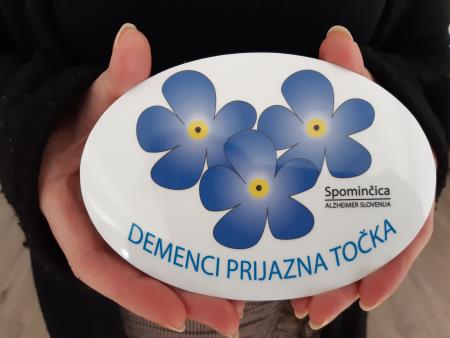 Spominčica
ALZHEIMER SLOVENIJA
DEMENCI PRIJAZNA TOČKA